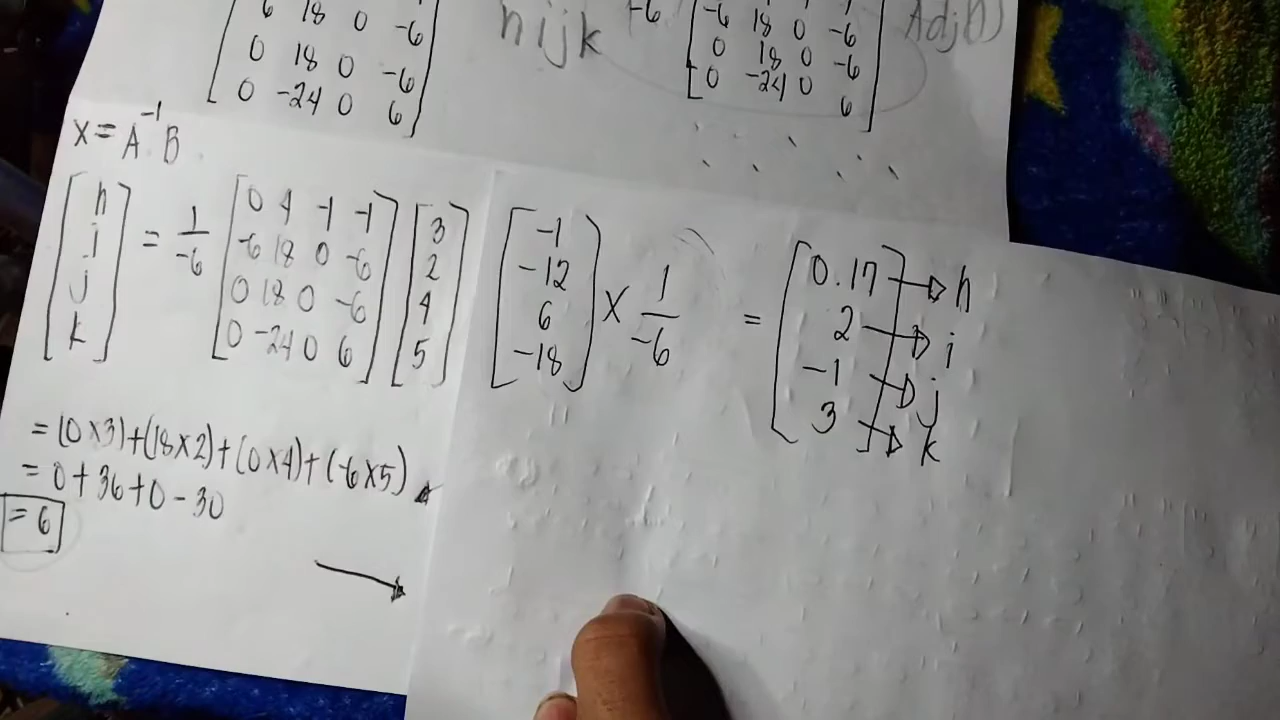 6 18 0 -6
0 18 0 -6
0 -24 0 6
hijk
-6
-6 18 0 -6
0 18 0 -6
0 -24 0 6
Adj(A)
X = A⁻¹B
h
i
j
k
= 1/-6
0 4 -1 -1
-6 18 0 -6
0 18 0 -6
0 -24 0 6
3
2
4
5
-1
-12
6
-18
X 1/-6
=
0.17 → h
2 → i
-1 → j
3 → k
= (0×3)+(18×2)+(0×4)+(-6×5)
= 0+36+0-30
= 6